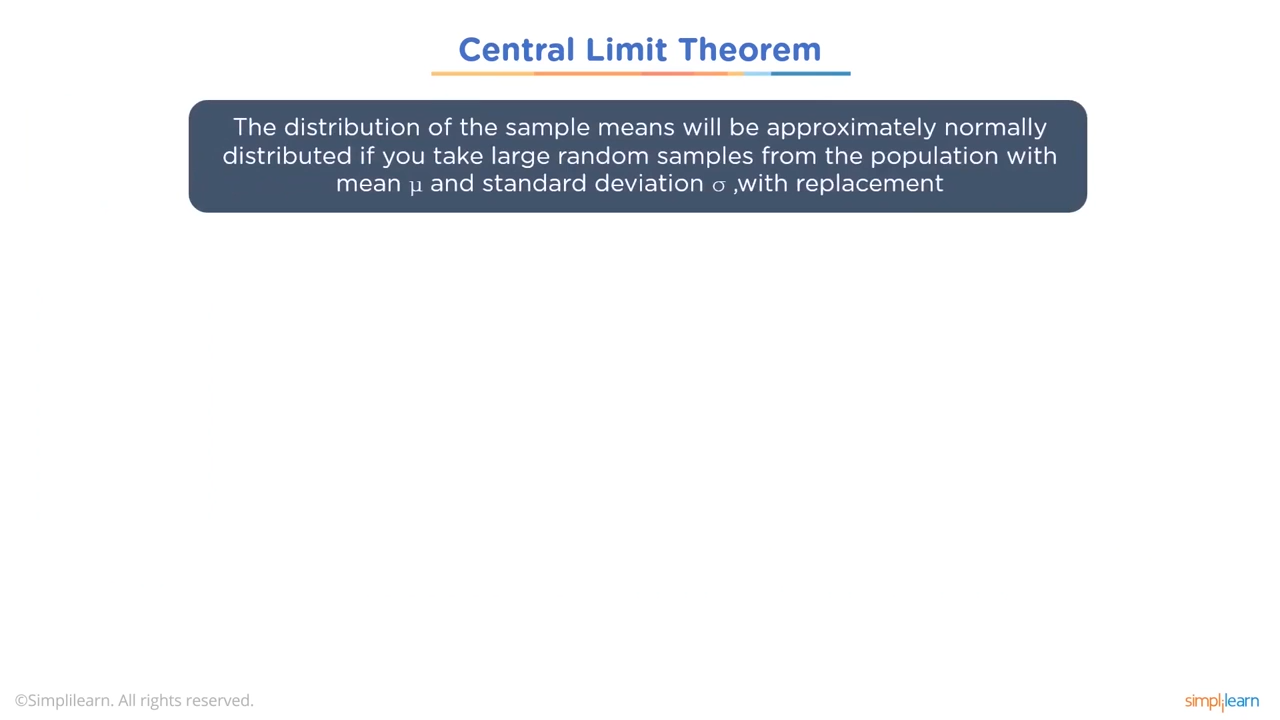 Central Limit Theorem
The distribution of the sample means will be approximately normally
distributed if you take large random samples from the population with
mean μ and standard deviation σ ,with replacement
©Simplilearn. All rights reserved.
simplilearn